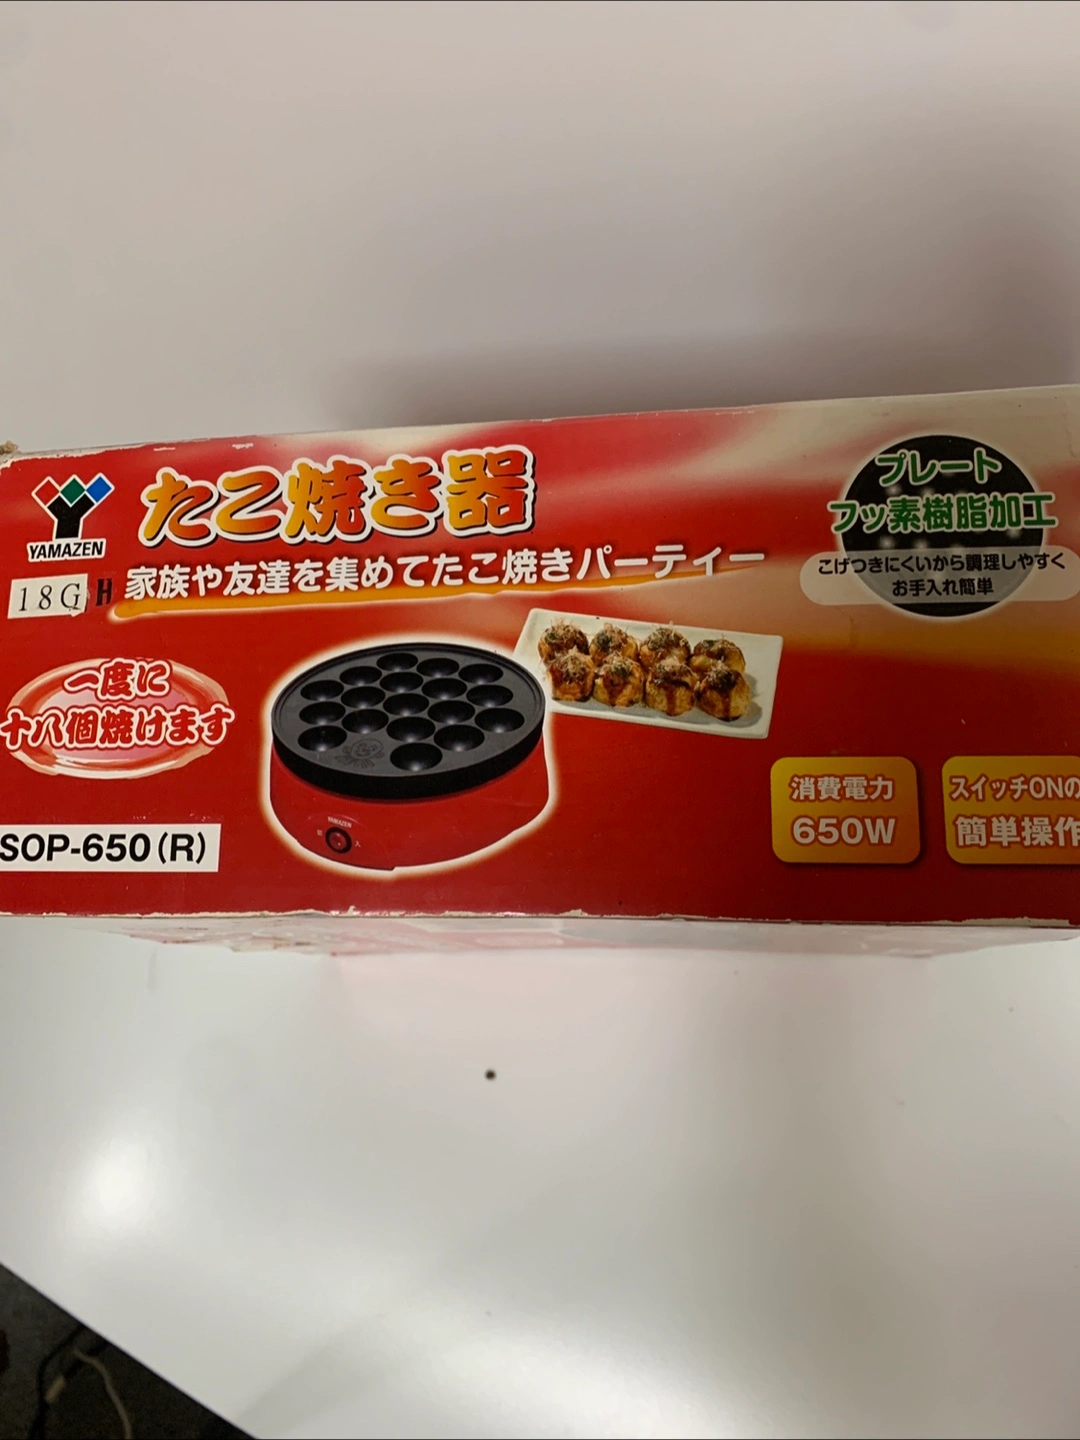 YAMAZEN
たこ焼き器
18G H
家族や友達を集めてたこ焼きパーティー
プレート
フッ素樹脂加工
こげつきにくいから調理しやすく
お手入れ簡単
一度に
十八個焼けます
YAMAZEN
切 入
SOP-650(R)
消費電力
650W
スイッチONの
簡単操作